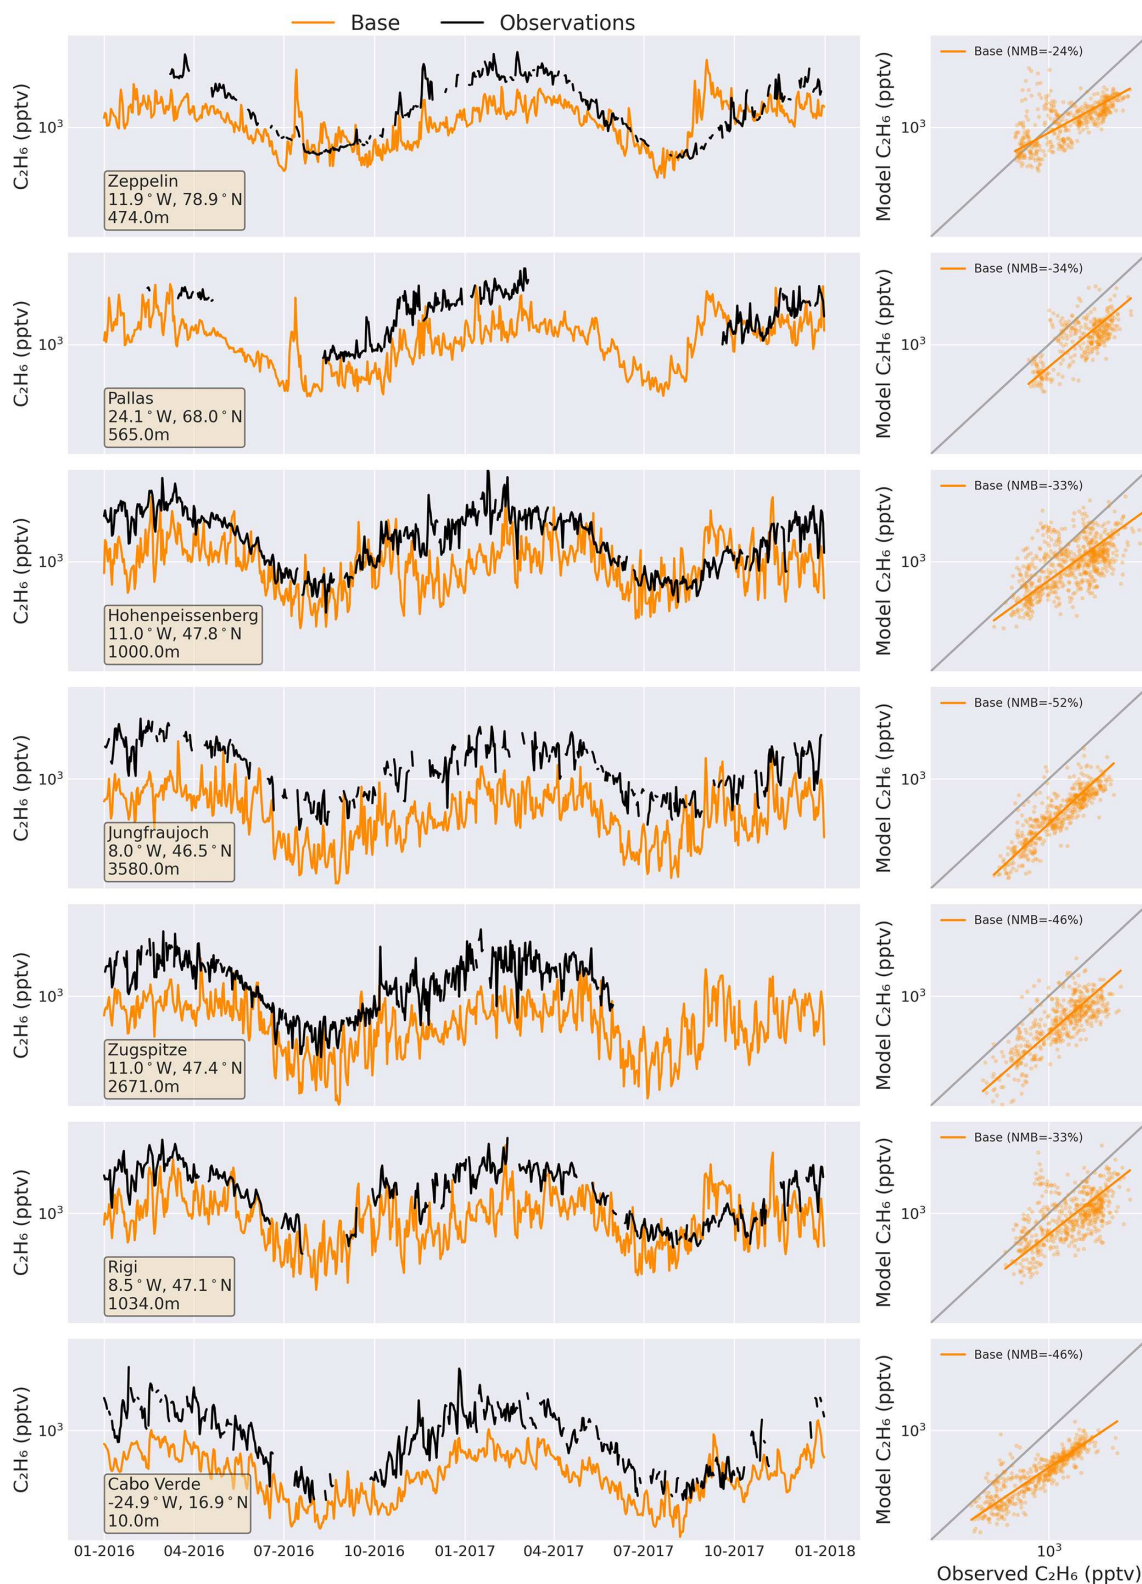 Base Observations
C₂H₆ (pptv)
10³
Zeppelin
11.9°W, 78.9°N
474.0m
Model C₂H₆ (pptv)
10³
Base (NMB=-24%)
C₂H₆ (pptv)
10³
Pallas
24.1°W, 68.0°N
565.0m
Model C₂H₆ (pptv)
10³
Base (NMB=-34%)
C₂H₆ (pptv)
10³
Hohenpeissenberg
11.0°W, 47.8°N
1000.0m
Model C₂H₆ (pptv)
10³
Base (NMB=-33%)
C₂H₆ (pptv)
10³
Jungfraujoch
8.0°W, 46.5°N
3580.0m
Model C₂H₆ (pptv)
10³
Base (NMB=-52%)
C₂H₆ (pptv)
10³
Zugspitze
11.0°W, 47.4°N
2671.0m
Model C₂H₆ (pptv)
10³
Base (NMB=-46%)
C₂H₆ (pptv)
10³
Rigi
8.5°W, 47.1°N
1034.0m
Model C₂H₆ (pptv)
10³
Base (NMB=-33%)
C₂H₆ (pptv)
10³
Cabo Verde
-24.9°W, 16.9°N
10.0m
01-2016 04-2016 07-2016 10-2016 01-2017 04-2017 07-2017 10-2017 01-2018
Model C₂H₆ (pptv)
10³
Base (NMB=-46%)
10³
Observed C₂H₆ (pptv)